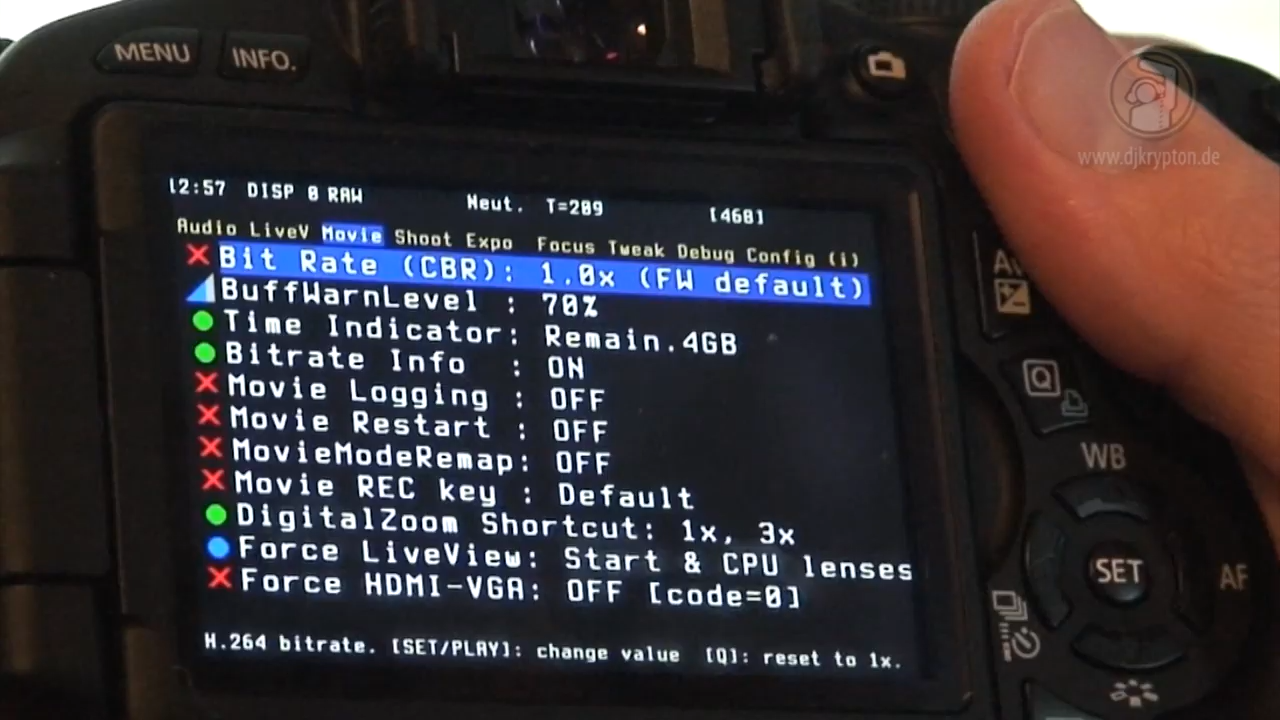 MENU INFO.
www.djkrypton.de
12:57 DISP 0 RAW Neut. T=209 [460]
Audio LiveV Movie Shoot Expo Focus Tweak Debug Config (i)
Bit Rate (CBR): 1.0x (FW default)
BuffWarnLevel : 70%
Time Indicator: Remain.4GB
Bitrate Info : ON
Movie Logging : OFF
Movie Restart : OFF
MovieModeRemap: OFF
Movie REC key : Default
DigitalZoom Shortcut: 1x, 3x
Force LiveView: Start & CPU lenses
Force HDMI-VGA: OFF [code=0]
H.264 bitrate. [SET/PLAY]: change value [Q]: reset to 1x.
Av
Q
WB
SET
AF